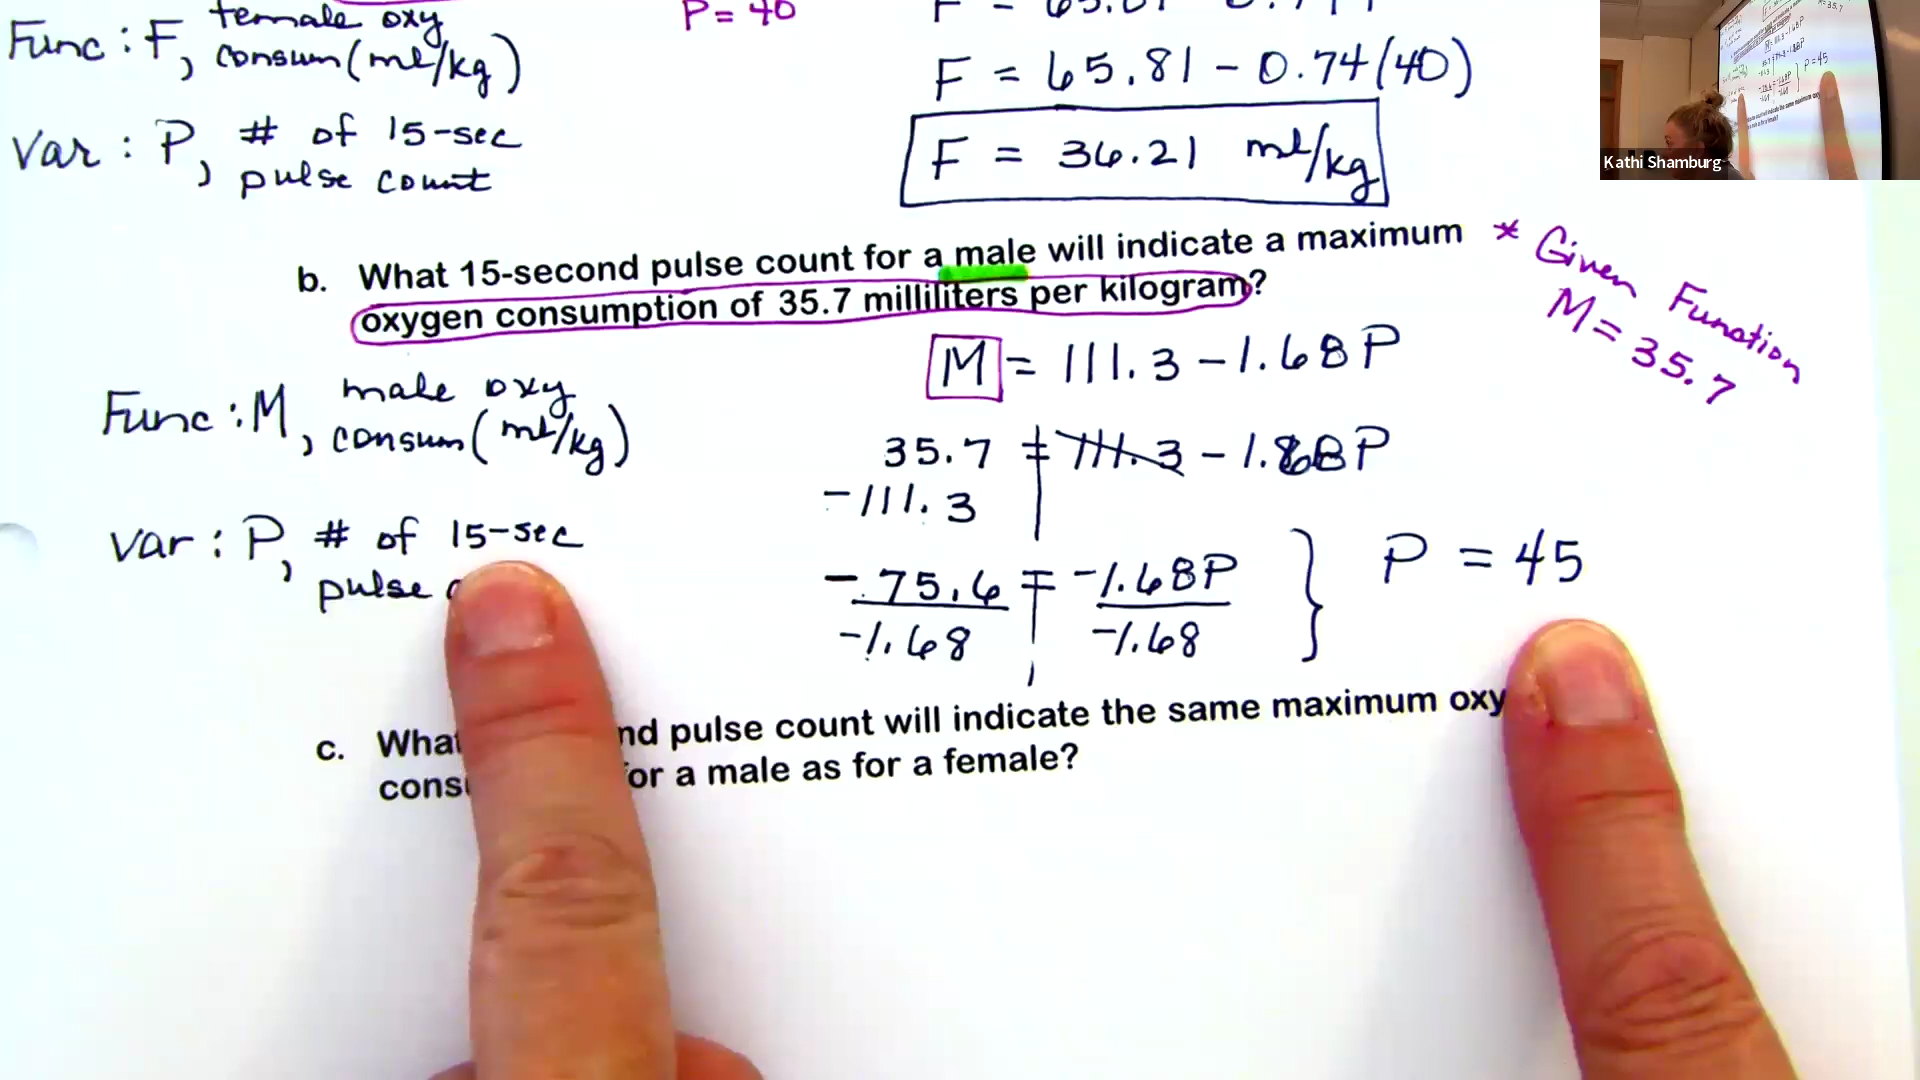 Func : F, female oxy
consum (ml/kg)
P = 40
F = 65.81 - 0.74(40)
Var : P, # of 15-sec
pulse count
F = 36.21 ml/kg
b. What 15-second pulse count for a male will indicate a maximum
oxygen consumption of 35.7 milliliters per kilogram?
* Given Function
M = 35.7
M = 111.3 - 1.68P
Func : M, male oxy
consum (ml/kg)
35.7 = 111.3 - 1.68P
-111.3
Var : P, # of 15-sec
pulse
-75.6 = -1.68P
-1.68 -1.68
P = 45
c. What nd pulse count will indicate the same maximum oxy
cons or a male as for a female?
Kathi Shamburg